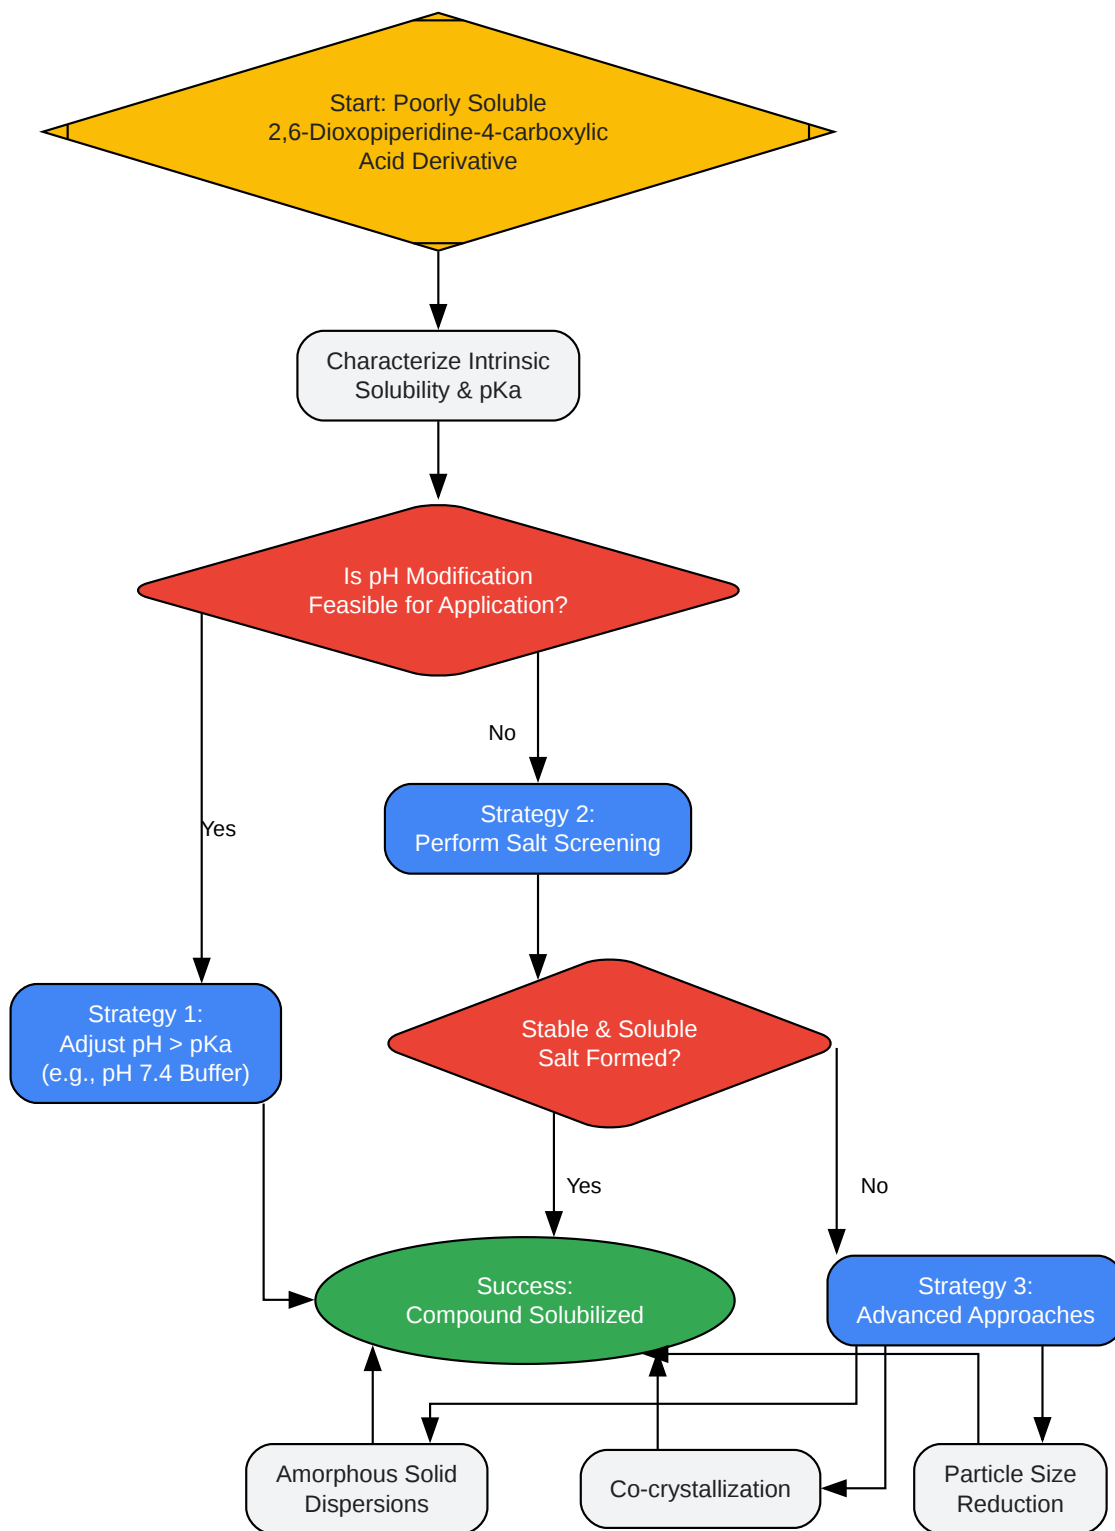 Start: Poorly Soluble
2,6-Dioxopiperidine-4-carboxylic
Acid Derivative
Characterize Intrinsic
Solubility & pKa
Is pH Modification
Feasible for Application?
No
Strategy 2:
Perform Salt Screening
Yes
Strategy 1:
Adjust pH > pKa
(e.g., pH 7.4 Buffer)
Stable & Soluble
Salt Formed?
Yes
No
Success:
Compound Solubilized
Strategy 3:
Advanced Approaches
Amorphous Solid
Dispersions
Co-crystallization
Particle Size
Reduction